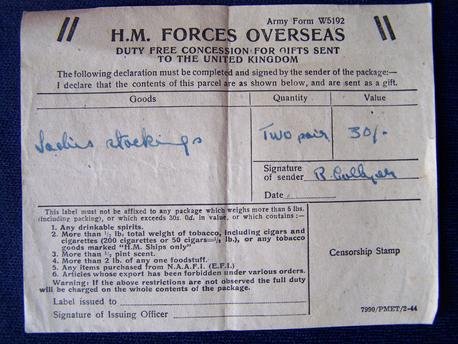 Army Form W5192
H.M. FORCES OVERSEAS
DUTY FREE CONCESSION FOR GIFTS SENT
TO THE UNITED KINGDOM
The following declaration must be completed and signed by the sender of the package:—
I declare that the contents of this parcel are as shown below, and are sent as a gift.
Goods Quantity Value
Ladies stockings Two pair 30/-
Signature
of sender R Collyer
Date
This label must not be affixed to any package which weighs more than 5 lbs.
(including packing), or which exceeds 30s. 0d. in value, or which contains:—
1. Any drinkable spirits.
2. More than ½ lb. total weight of tobacco, including cigars and
cigarettes (200 cigarettes or 50 cigars=½ lb.), or any tobacco
goods marked "H.M. Ships only"
3. More than ½ pint scent.
4. More than 2 lb. of any one foodstuff.
5. Any items purchased from N.A.A.F.I. (E.F.I.)
6. Articles whose export has been forbidden under various orders.
Warning: If the above restrictions are not observed the full duty
will be charged on the whole contents of the package.
Label issued to
Signature of Issuing Officer
Censorship Stamp
7990/PMET/2-44